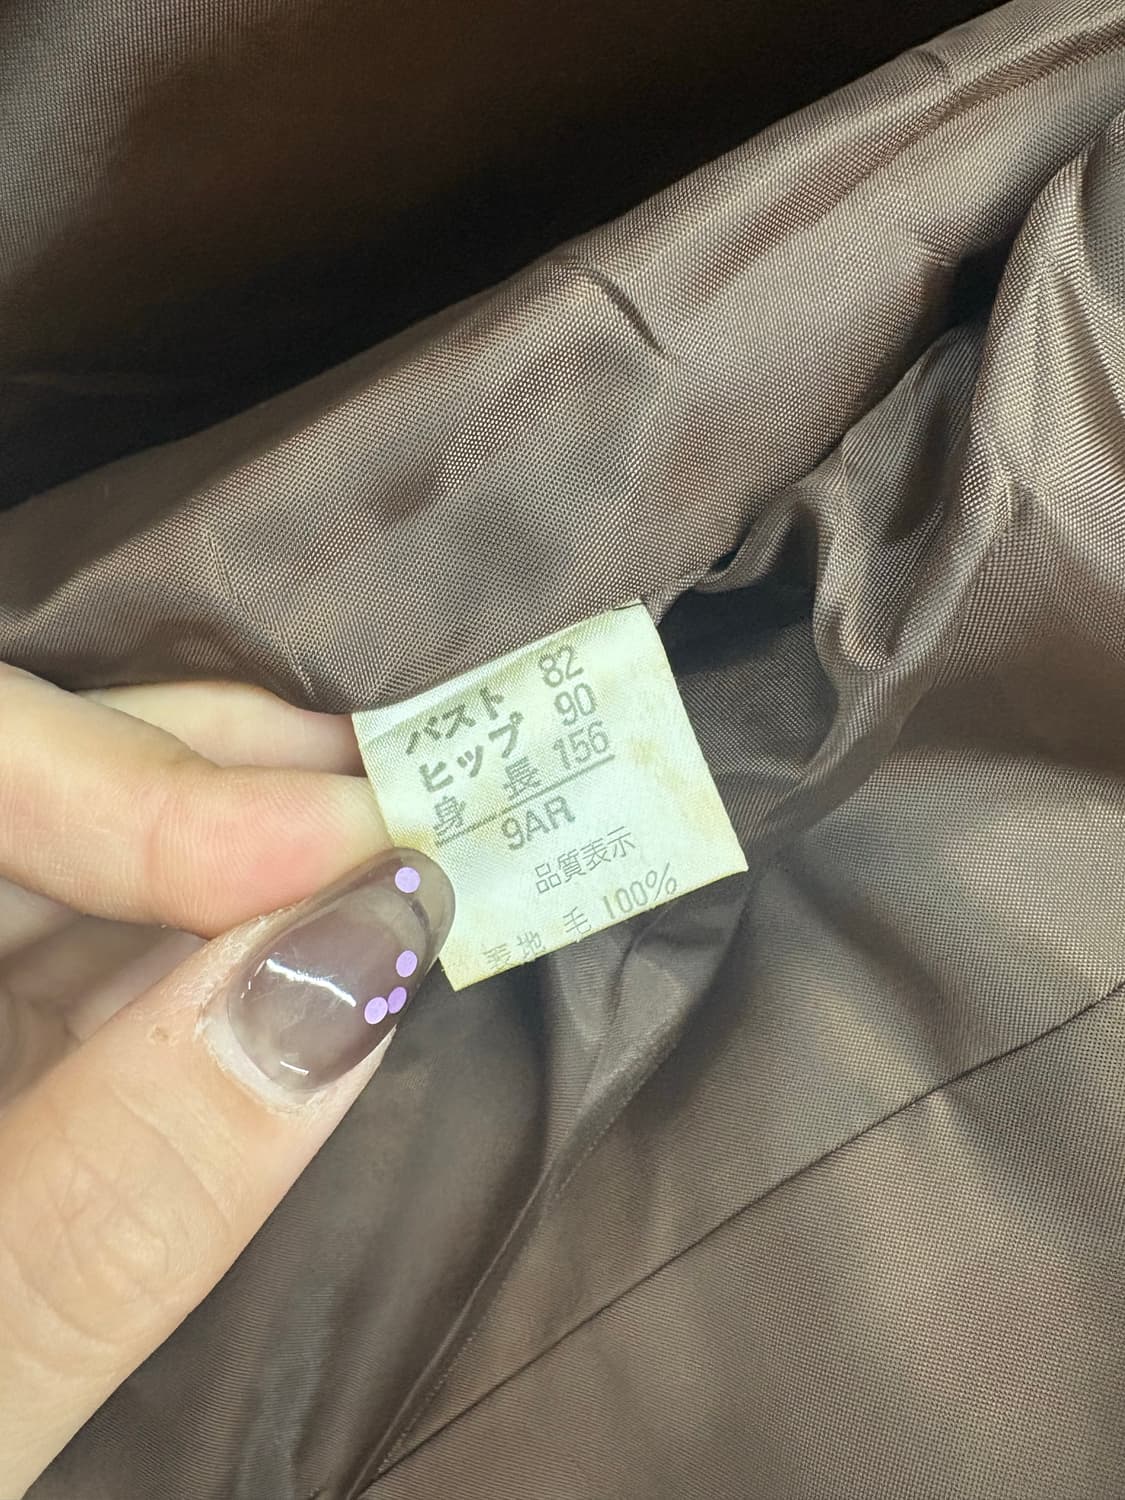 バスト 82
ヒップ 90
身長 156
9AR
品質表示
表地 毛 100%